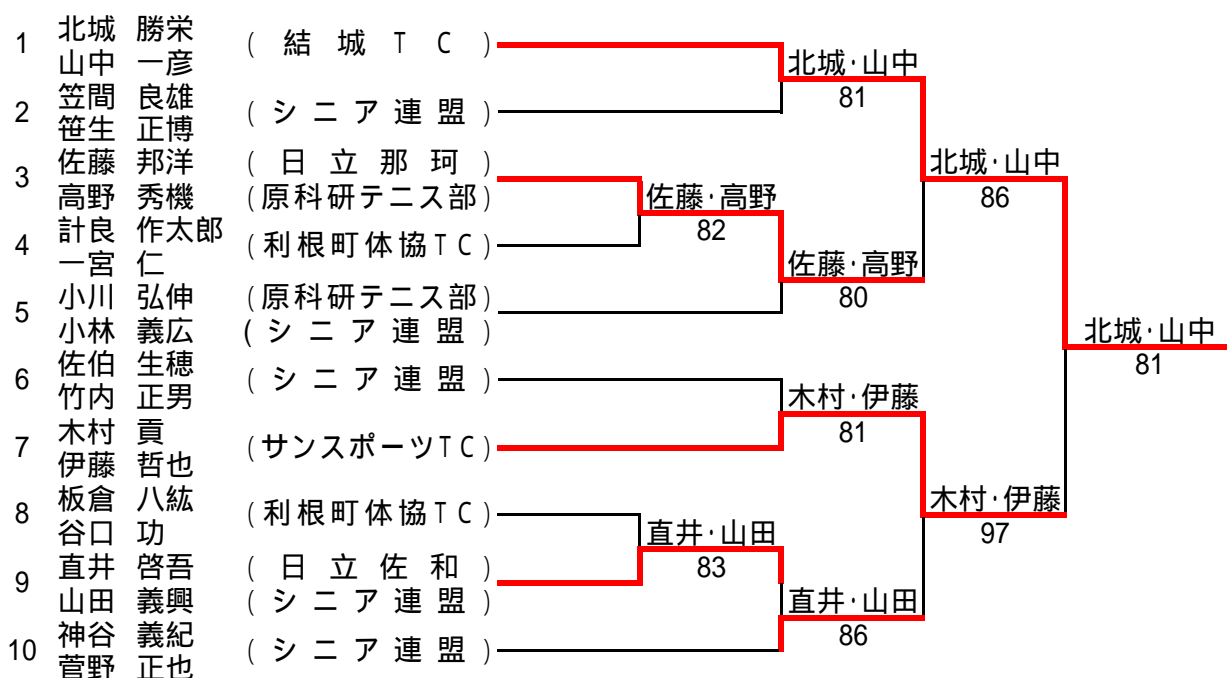 1 北城 勝栄 (結城TC)
山中 一彦
2 笠間 良雄 (シニア連盟)
笹生 正博
3 佐藤 邦洋 (日立那珂)
高野 秀機 (原科研テニス部)
4 計良 作太郎 (利根町体協TC)
一宮 仁
5 小川 弘伸 (原科研テニス部)
小林 義広 (シニア連盟)
6 佐伯 生穂 (シニア連盟)
竹内 正男
7 木村 貢 (サンスポーツTC)
伊藤 哲也
8 板倉 八紘 (利根町体協TC)
谷口 功
9 直井 啓吾 (日立佐和)
山田 義興 (シニア連盟)
10 神谷 義紀 (シニア連盟)
菅野 正也
佐藤・高野
82
直井・山田
83
北城・山中
81
佐藤・高野
80
木村・伊藤
81
直井・山田
86
北城・山中
86
木村・伊藤
97
北城・山中
81